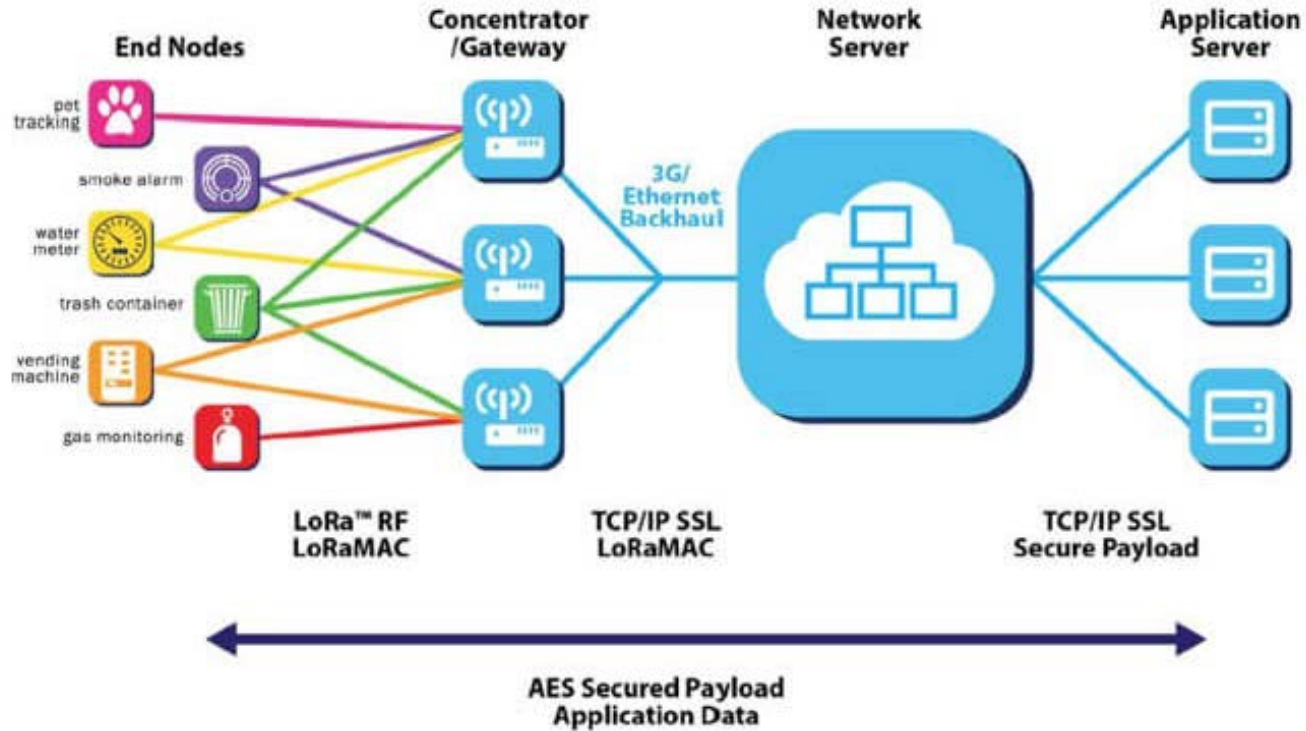 End Nodes
Concentrator
/Gateway
Network
Server
Application
Server
pet
tracking
smoke alarm
water
meter
trash container
vending
machine
gas monitoring
3G/
Ethernet
Backhaul
LoRa™ RF
LoRaMAC
TCP/IP SSL
LoRaMAC
TCP/IP SSL
Secure Payload
AES Secured Payload
Application Data